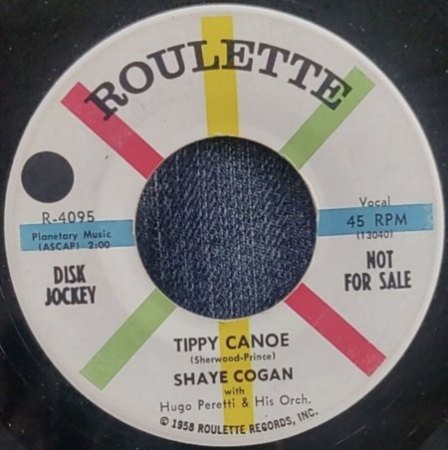 ROULETTE
R-4095
Planetary Music
(ASCAP) 2:00
DISK
JOCKEY
Vocal
45 RPM
(13040)
NOT
FOR SALE
TIPPY CANOE
(Sherwood-Prince)
SHAYE COGAN
with
Hugo Peretti & His Orch.
© 1958 ROULETTE RECORDS, INC.